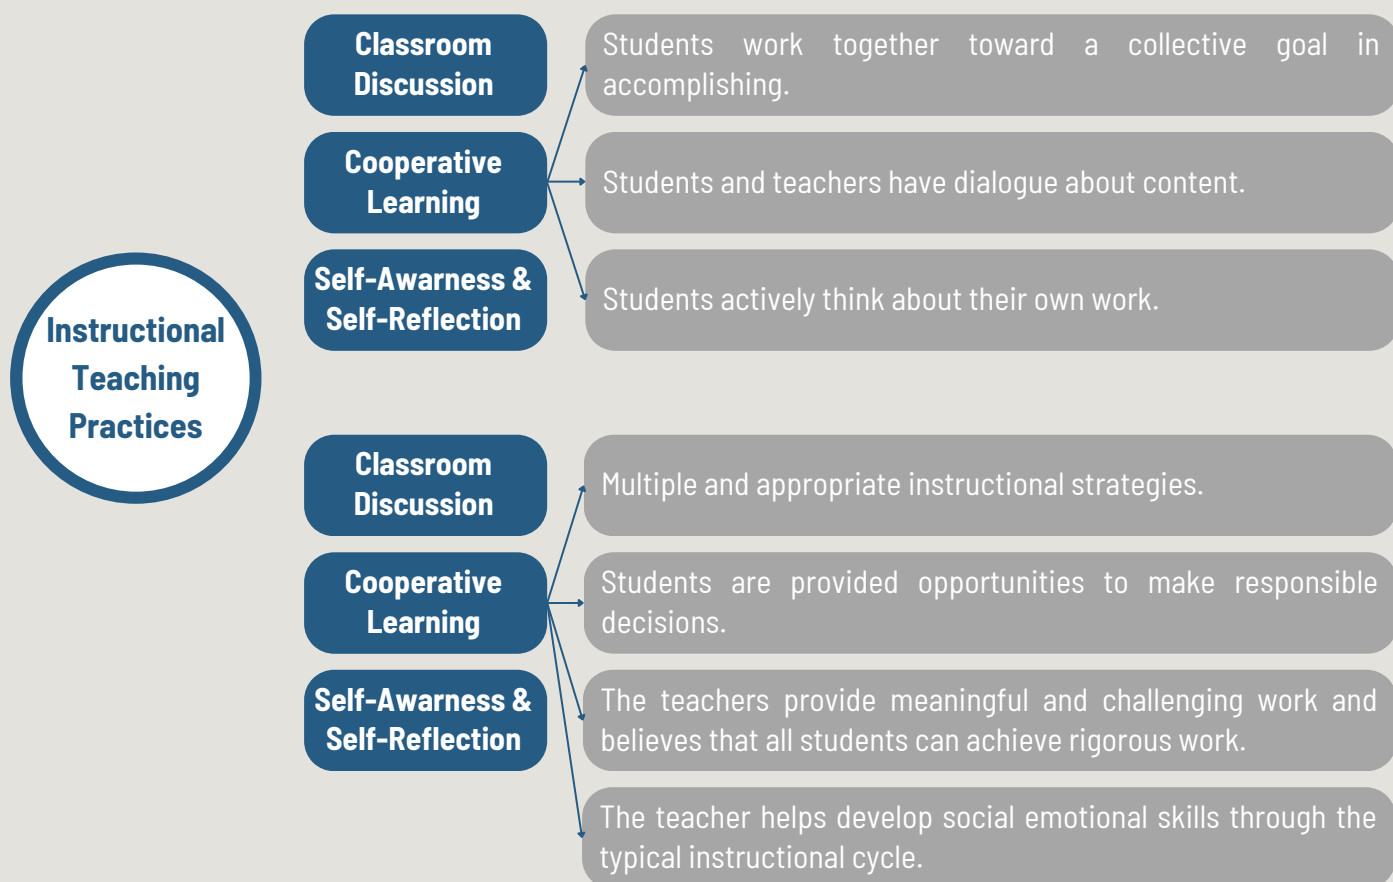 Instructional
Teaching
Practices
Classroom
Discussion
Students work together toward a collective goal in
accomplishing.
Cooperative
Learning
Students and teachers have dialogue about content.
Self-Awarness &
Self-Reflection
Students actively think about their own work.
Classroom
Discussion
Multiple and appropriate instructional strategies.
Cooperative
Learning
Students are provided opportunities to make responsible
decisions.
Self-Awarness &
Self-Reflection
The teachers provide meaningful and challenging work and
believes that all students can achieve rigorous work.
The teacher helps develop social emotional skills through the
typical instructional cycle.